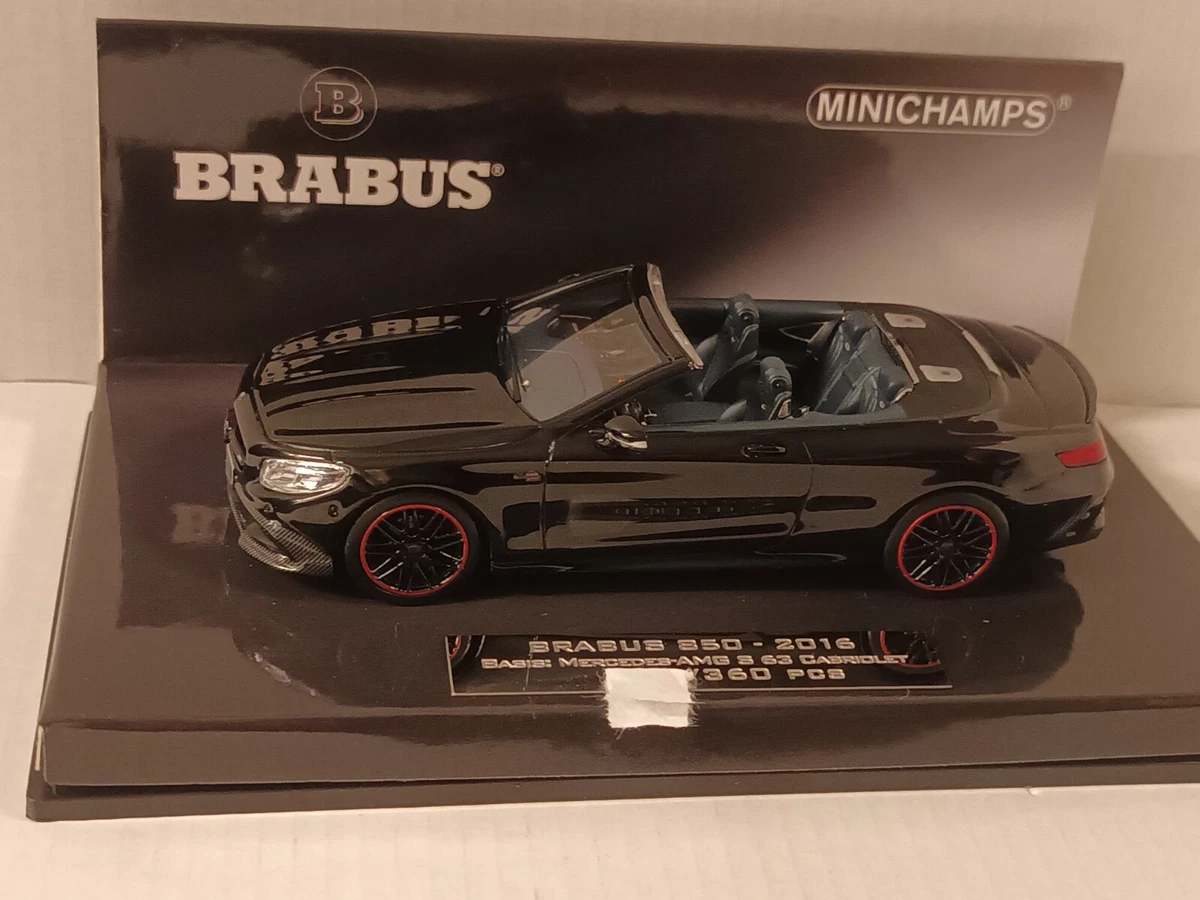 B
BRABUS®
MINICHAMPS®
BRABUS 850 - 2016
Basis: Mercedes-AMG S 63 Cabriolet
/360 pcs